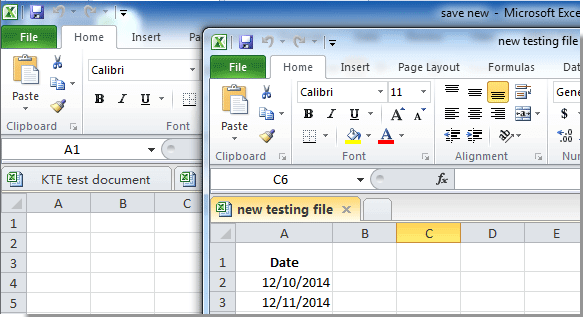 save new - Microsoft Exce
File Home Insert
Paste
Clipboard
Calibri
B I U
Font
A1
KTE test document
A B C
1
2
3
4
5
new testing file
File Home Insert Page Layout Formulas Dat
Paste
Clipboard
Calibri 11
B I U A A
A
Font
Alignment
Gene
$
Nu
C6 fx
new testing file
A B C D E
1 Date
2 12/10/2014
3 12/11/2014